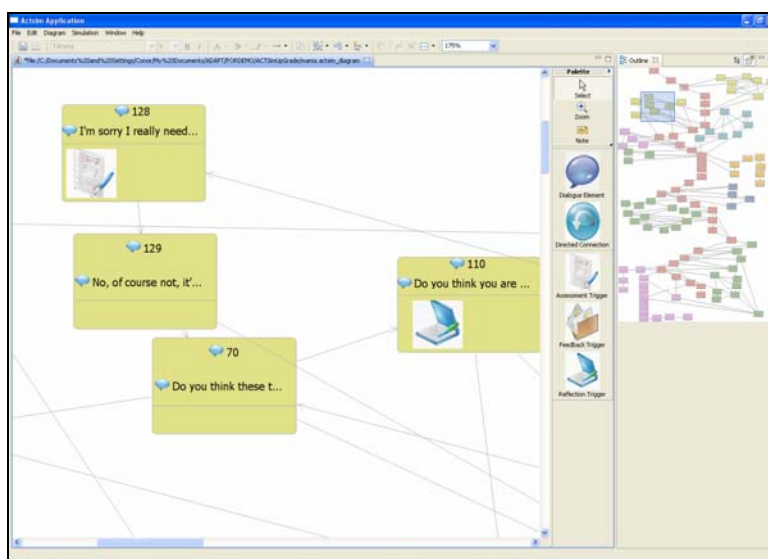 Actsim Application
File Edit Diagram Simulation Window Help
Tahoma
175%
Palette
Select
Zoom
Note
Dialogue Element
Directed Connection
Assessment Trigger
Feedback Trigger
Reflection Trigger
Outline
128
I'm sorry I really need...
129
No, of course not, it'...
110
Do you think you are ...
70
Do you think these t...